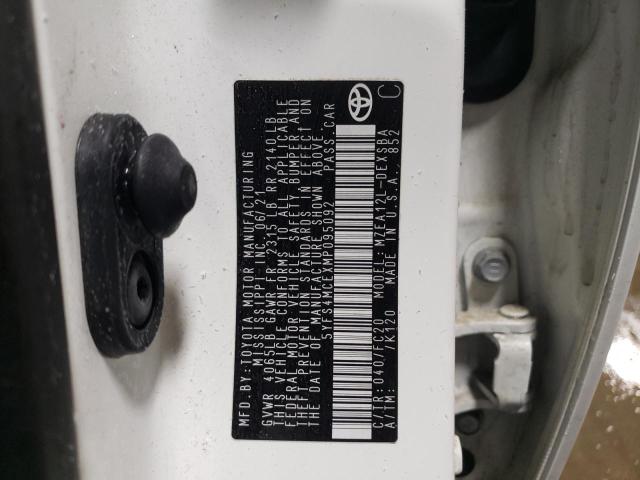 MFD.BY:TOYOTA MOTOR MANUFACTURING
MISSISSIPPI INC. 06/21
GVWR 4065LB GAWR FR 2315 LB RR 2140LB
THIS VEHICLE CONFORMS TO ALL APPLICABLE
FEDERAL MOTOR VEHICLE SAFETY BUMPER AND
THEFT PREVENTION STANDARDS IN EFFECT ON
THE DATE OF MANUFACTURE SHOWN ABOVE.
5YFS4MCEXMP095092 PASS.CAR
C/TR: 040/FC20 MODEL: MZEA12L-DEXSBA
A/TM: /K120 MADE IN U.S.A. 852
C